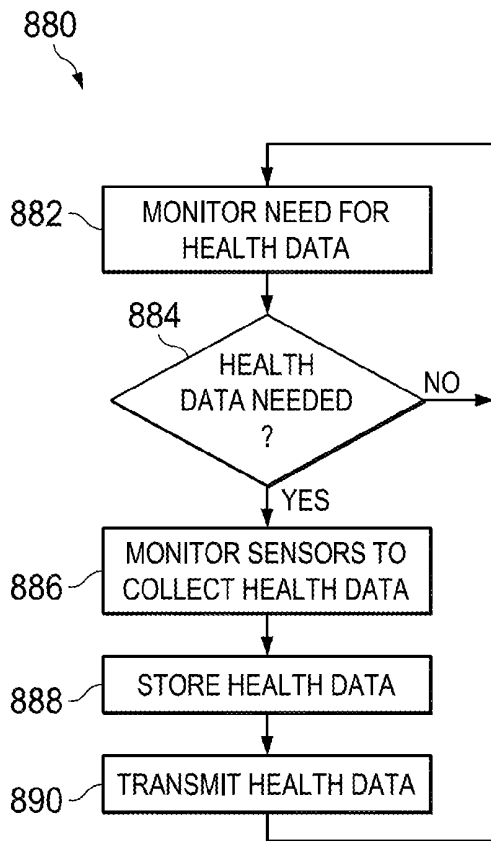 880
882
MONITOR NEED FOR
HEALTH DATA
884
HEALTH
DATA NEEDED
?
NO
YES
886
MONITOR SENSORS TO
COLLECT HEALTH DATA
888
STORE HEALTH DATA
890
TRANSMIT HEALTH DATA